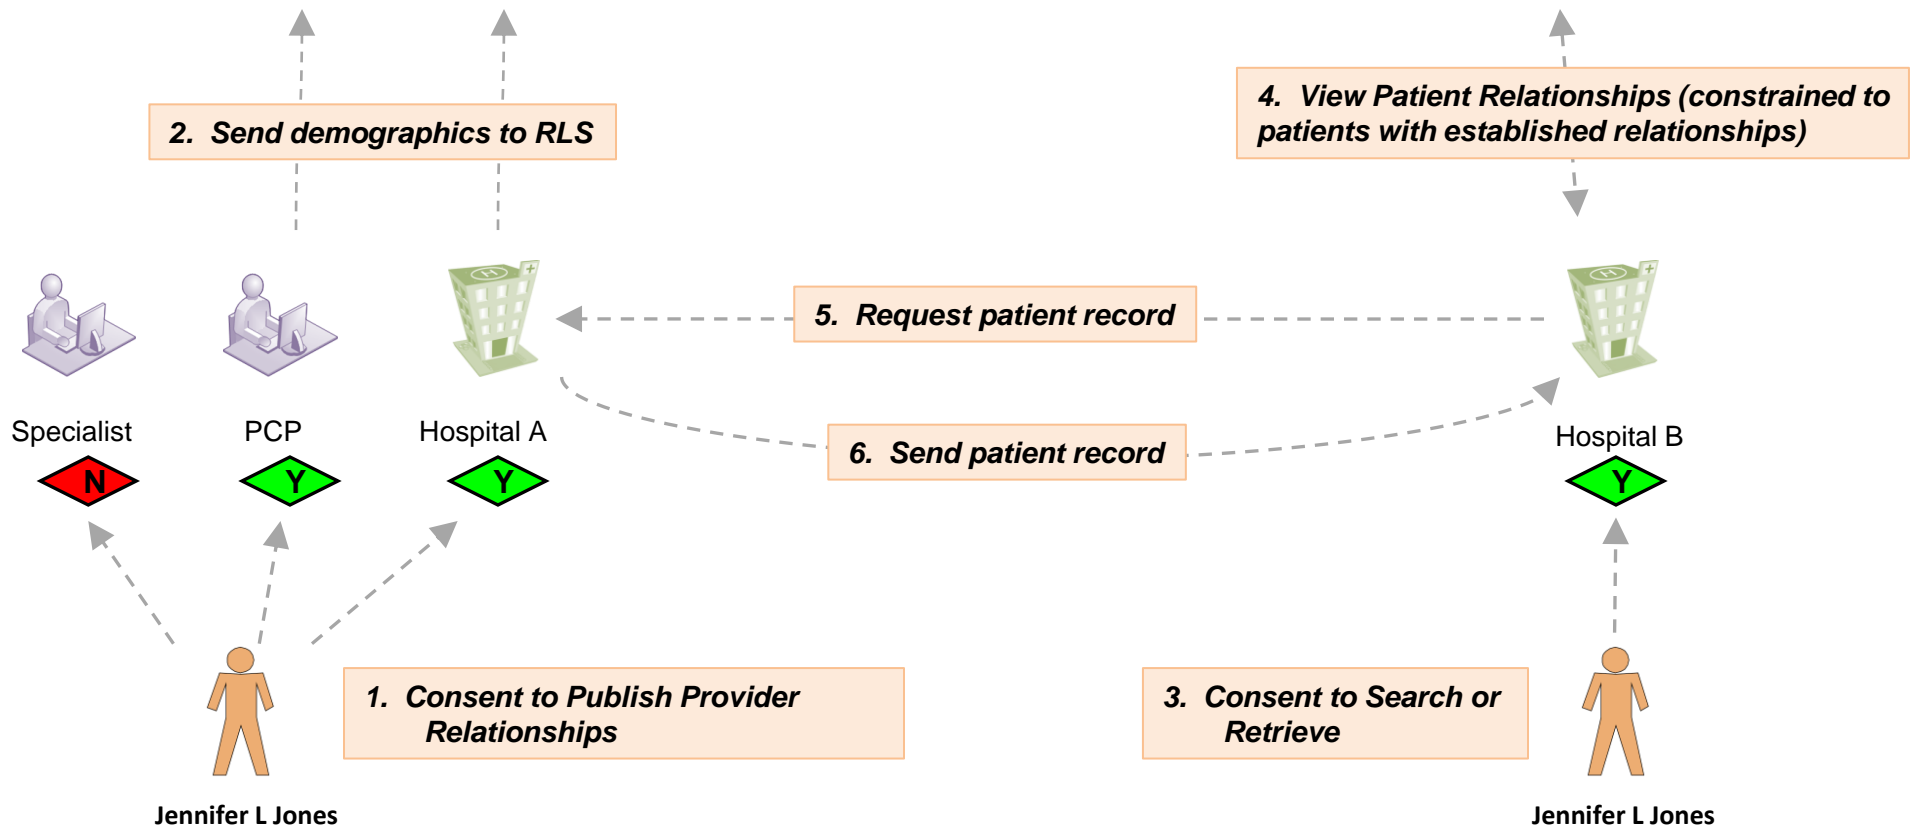 2. Send demographics to RLS
4. View Patient Relationships (constrained to
patients with established relationships)
5. Request patient record
Specialist
PCP
Hospital A
6. Send patient record
Hospital B
N
Y
Y
Y
1. Consent to Publish Provider
Relationships
3. Consent to Search or
Retrieve
Jennifer L Jones
Jennifer L Jones